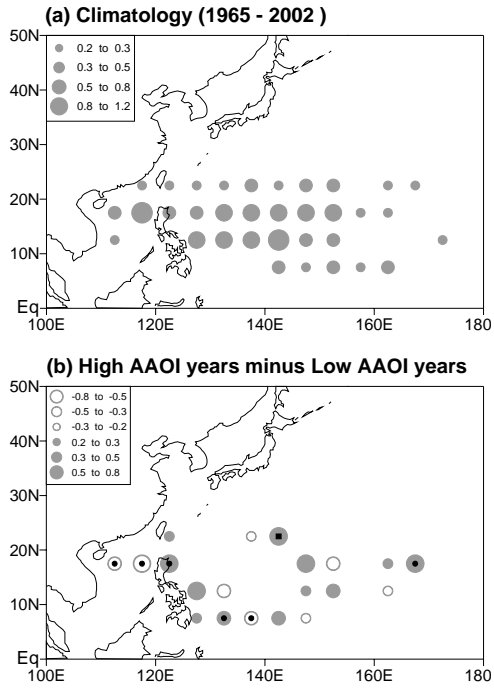 (a) Climatology (1965 - 2002 )
50N
0.2 to 0.3
0.3 to 0.5
0.5 to 0.8
0.8 to 1.2
40N
30N
20N
10N
Eq
100E 120E 140E 160E 180
(b) High AAOI years minus Low AAOI years
50N
-0.8 to -0.5
-0.5 to -0.3
-0.3 to -0.2
0.2 to 0.3
0.3 to 0.5
0.5 to 0.8
40N
30N
20N
10N
Eq
100E 120E 140E 160E 180